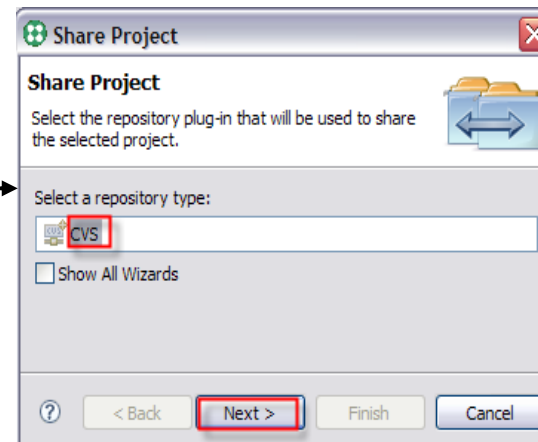 Share Project
Share Project
Select the repository plug-in that will be used to share
the selected project.
Select a repository type:
CVS
Show All Wizards
? < Back Next > Finish Cancel